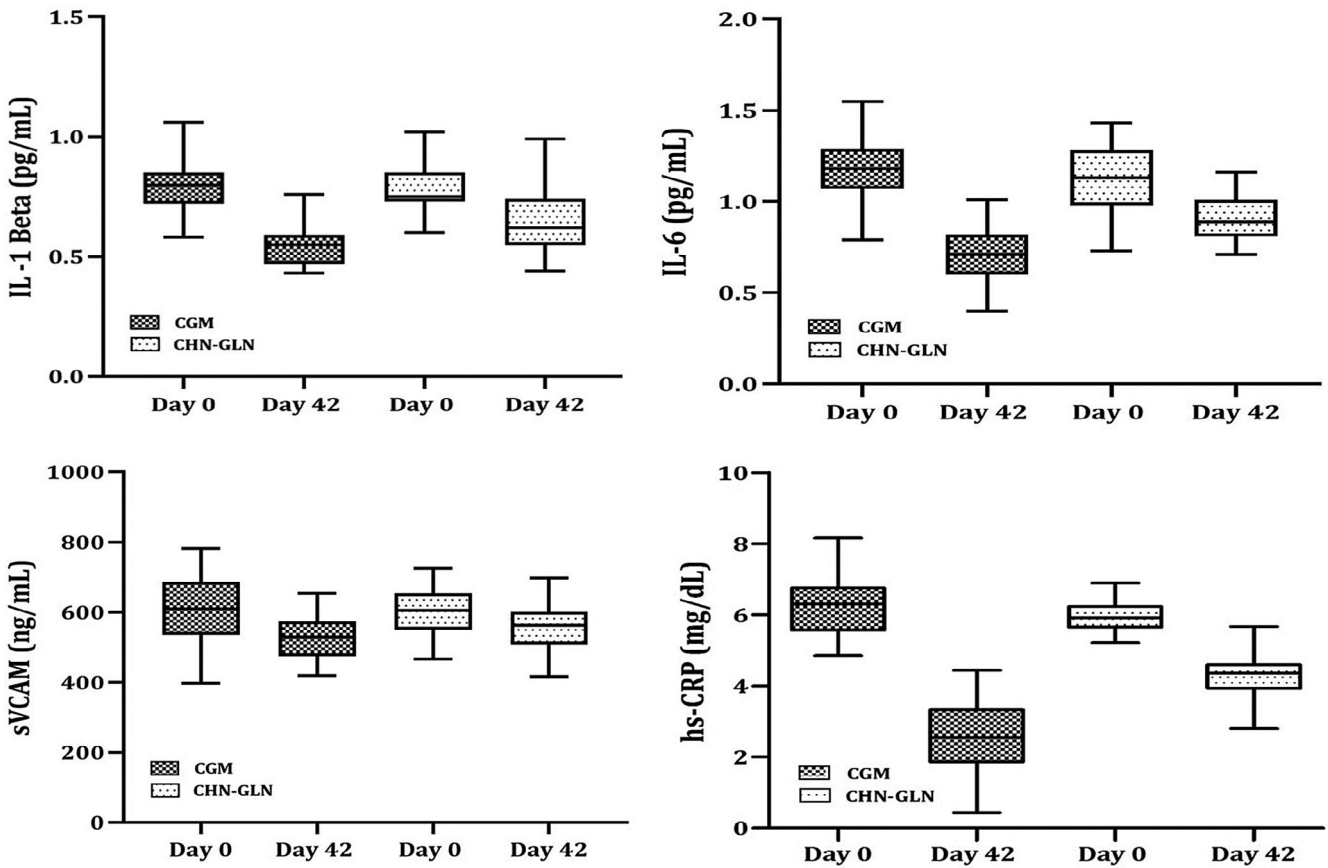 IL -1 Beta (pg/mL)
1.5
1.0
0.5
0.0
CGM
CHN-GLN
Day 0 Day 42 Day 0 Day 42
IL-6 (pg/mL)
2.0
1.5
1.0
0.5
0.0
CGM
CHN-GLN
Day 0 Day 42 Day 0 Day 42
sVCAM (ng/mL)
1000
800
600
400
200
0
CGM
CHN-GLN
Day 0 Day 42 Day 0 Day 42
hs-CRP (mg/dL)
10
8
6
4
2
0
CGM
CHN-GLN
Day 0 Day 42 Day 0 Day 42